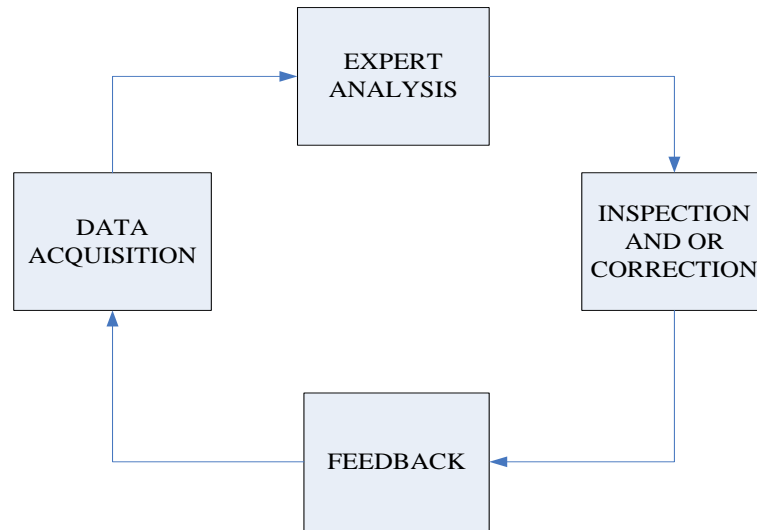 EXPERT
ANALYSIS
DATA
ACQUISITION
INSPECTION
AND OR
CORRECTION
FEEDBACK